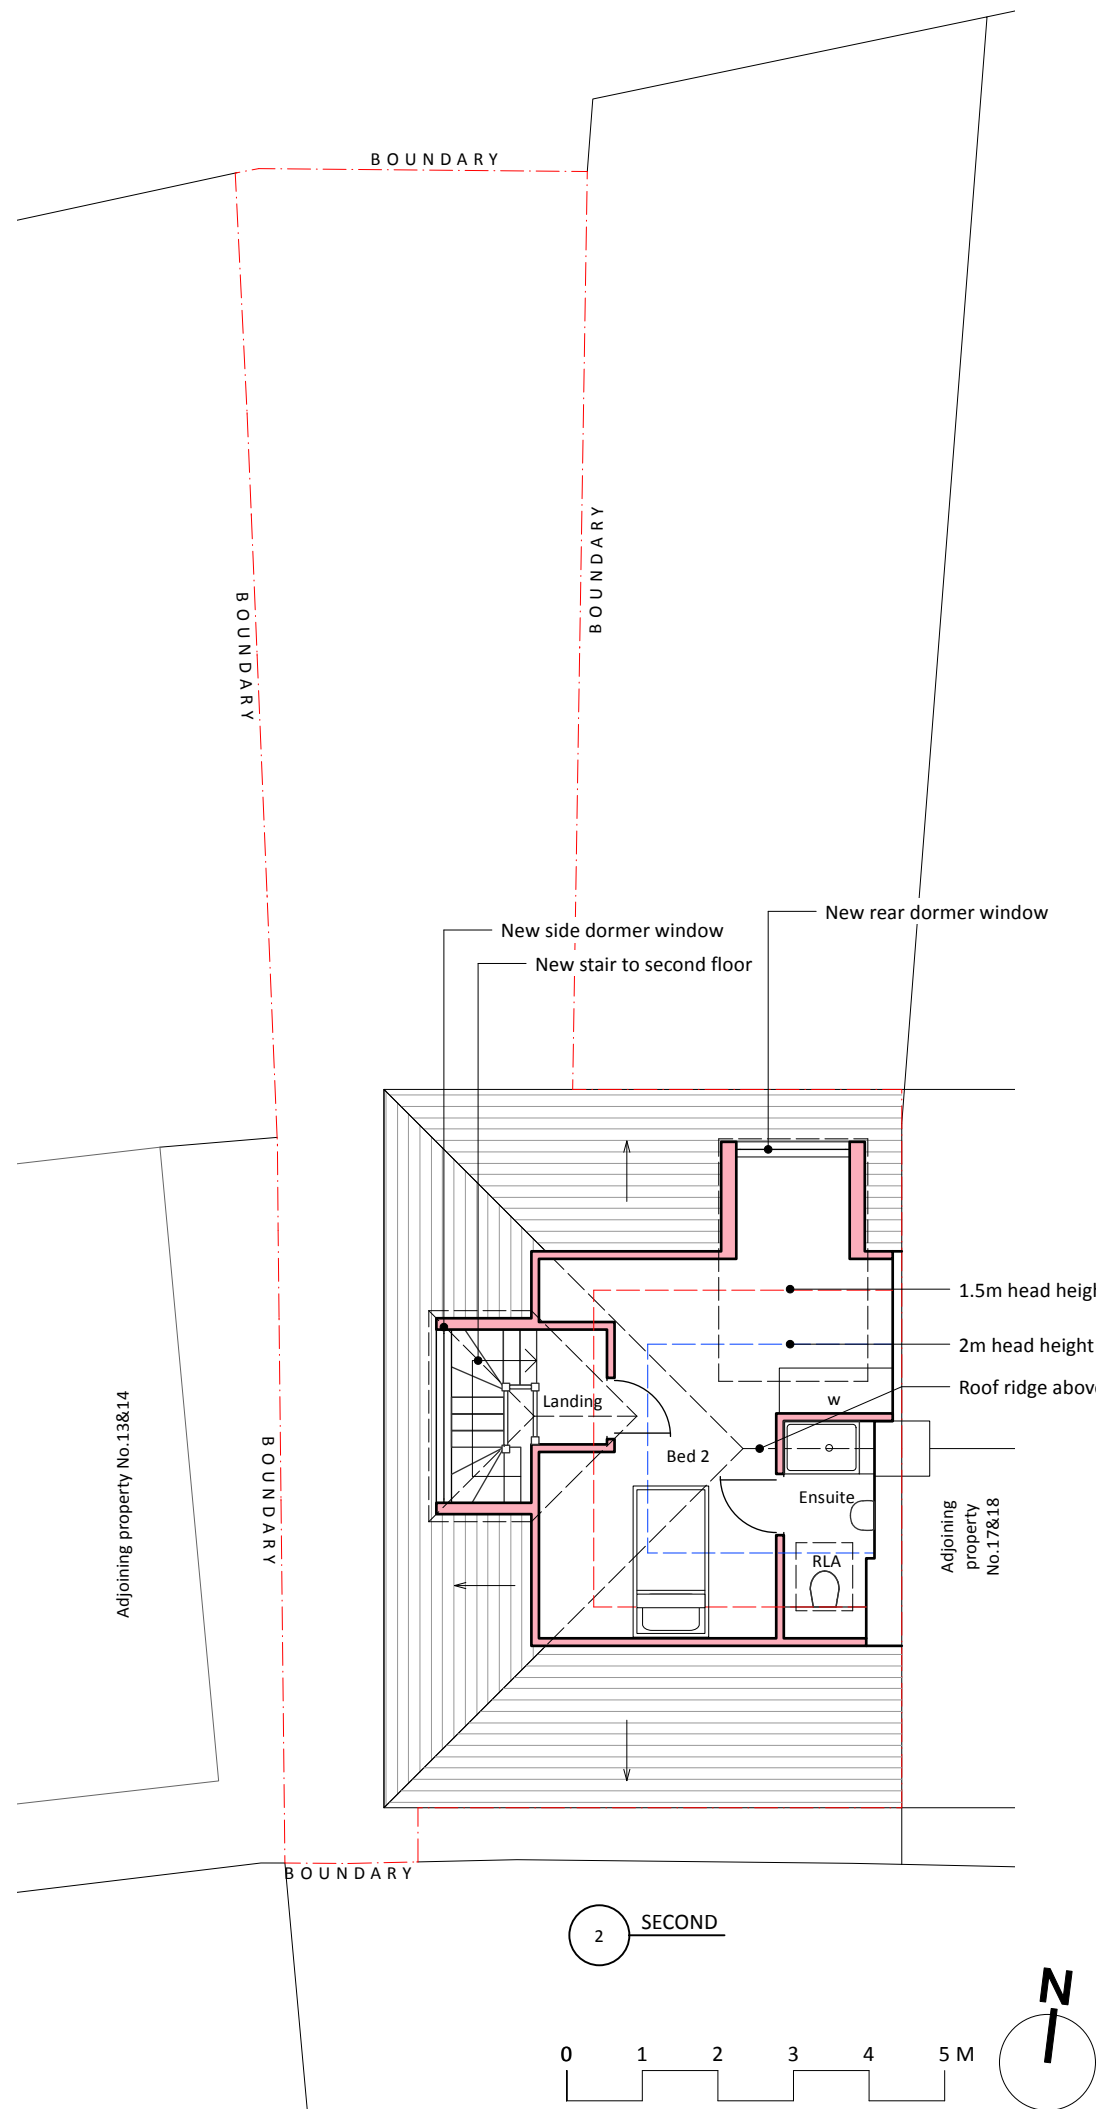 BOUNDARY
BOUNDARY
BOUNDARY
New rear dormer window
New side dormer window
New stair to second floor
1.5m head heigh
2m head height
Roof ridge above
W
Landing
Bed 2
Ensuite
RLA
Adjoining property No.13&14
BOUNDARY
Adjoining
property
No.17&18
BOUNDARY
2
SECOND
N
0 1 2 3 4 5 M